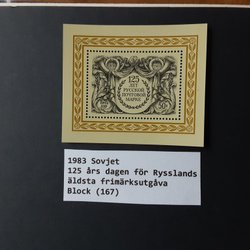 125
ЛЕТ
РУССКОЙ
ПОЧТОВОЙ
МАРКЕ
1983 Sovjet
125 års dagen för Rysslands
äldsta frimärksutgåva
Block (167)